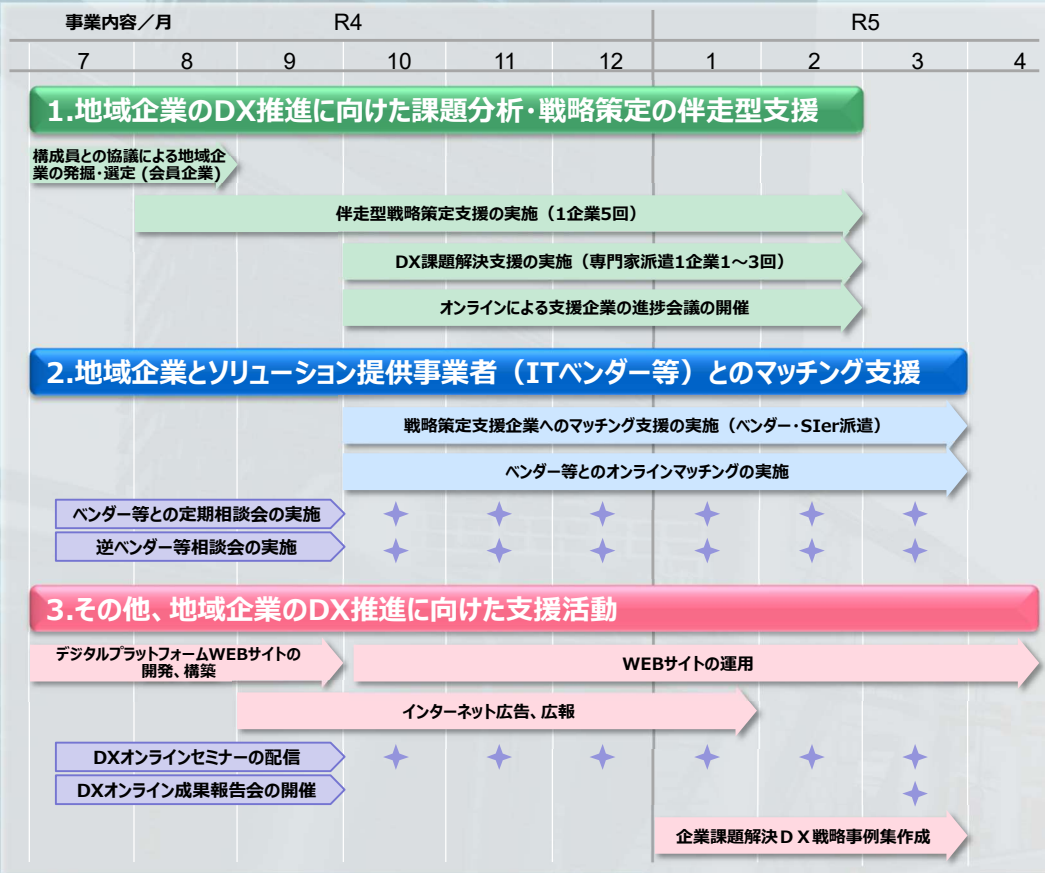 事業内容／月
R4
R5
7
8
9
10
11
12
1
2
3
4
1.地域企業のDX推進に向けた課題分析・戦略策定の伴走型支援
構成員との協議による地域企
業の発掘・選定 (会員企業)
伴走型戦略策定支援の実施（1企業5回）
DX課題解決支援の実施（専門家派遣1企業1～3回）
オンラインによる支援企業の進捗会議の開催
2.地域企業とソリューション提供事業者（ITベンダー等）とのマッチング支援
戦略策定支援企業へのマッチング支援の実施（ベンダー・SIer派遣）
ベンダー等とのオンラインマッチングの実施
ベンダー等との定期相談会の実施
逆ベンダー等相談会の実施
3.その他、地域企業のDX推進に向けた支援活動
デジタルプラットフォームWEBサイトの
開発、構築
WEBサイトの運用
インターネット広告、広報
DXオンラインセミナーの配信
DXオンライン成果報告会の開催
企業課題解決ＤＸ戦略事例集作成